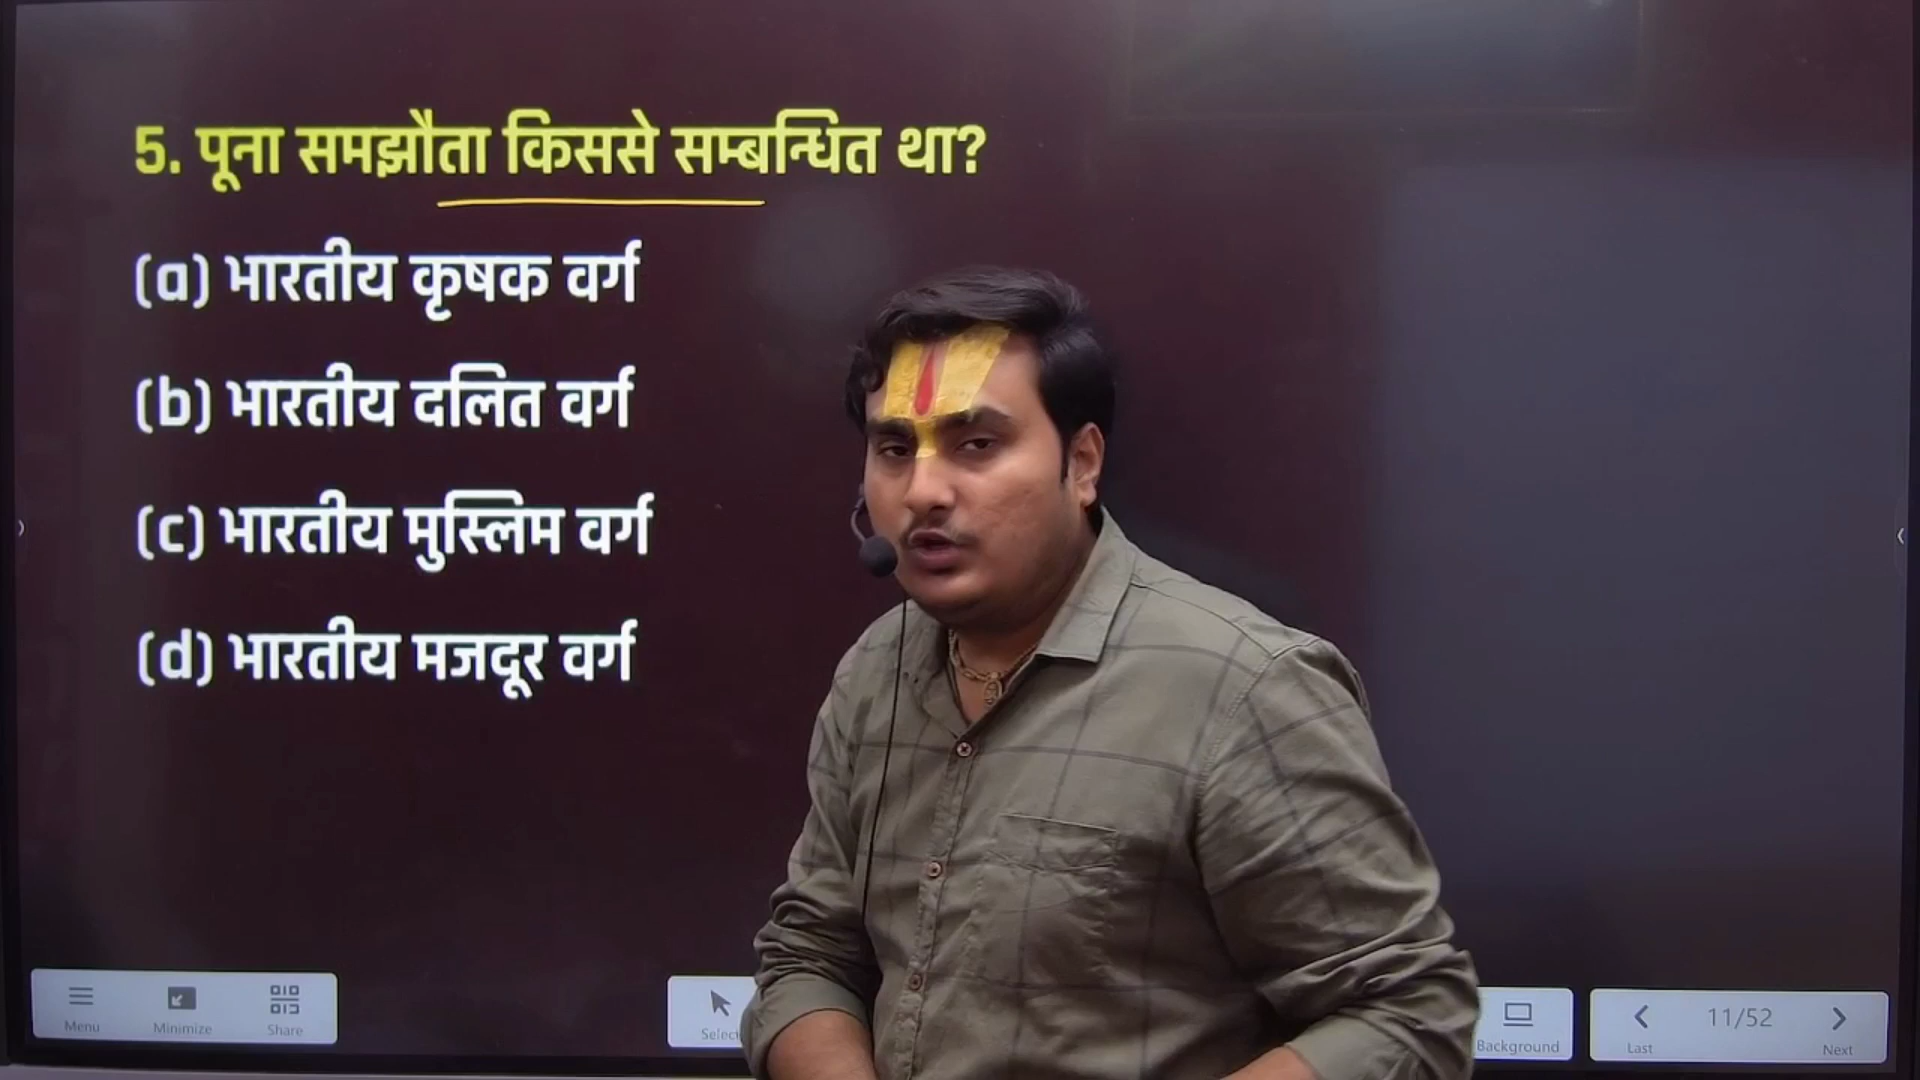 5. पूना समझौता किससे सम्बन्धित था?
(a) भारतीय कृषक वर्ग
(b) भारतीय दलित वर्ग
(c) भारतीय मुस्लिम वर्ग
(d) भारतीय मजदूर वर्ग
Menu Minimize Share Select Background Last 11/52 Next